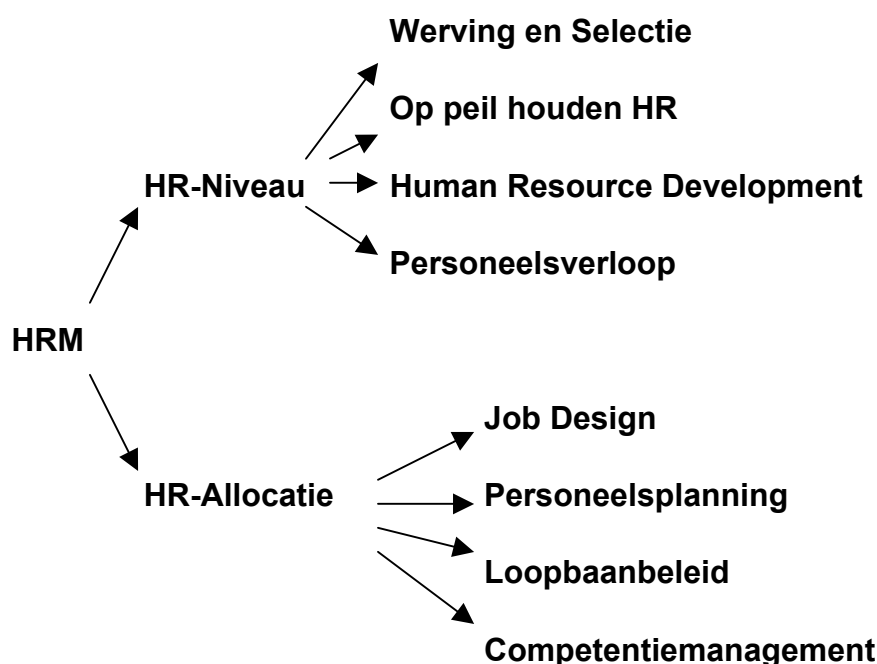 Werving en Selectie
Op peil houden HR
HR-Niveau
Human Resource Development
Personeelsverloop
HRM
Job Design
HR-Allocatie
Personeelsplanning
Loopbaanbeleid
Competentiemanagement